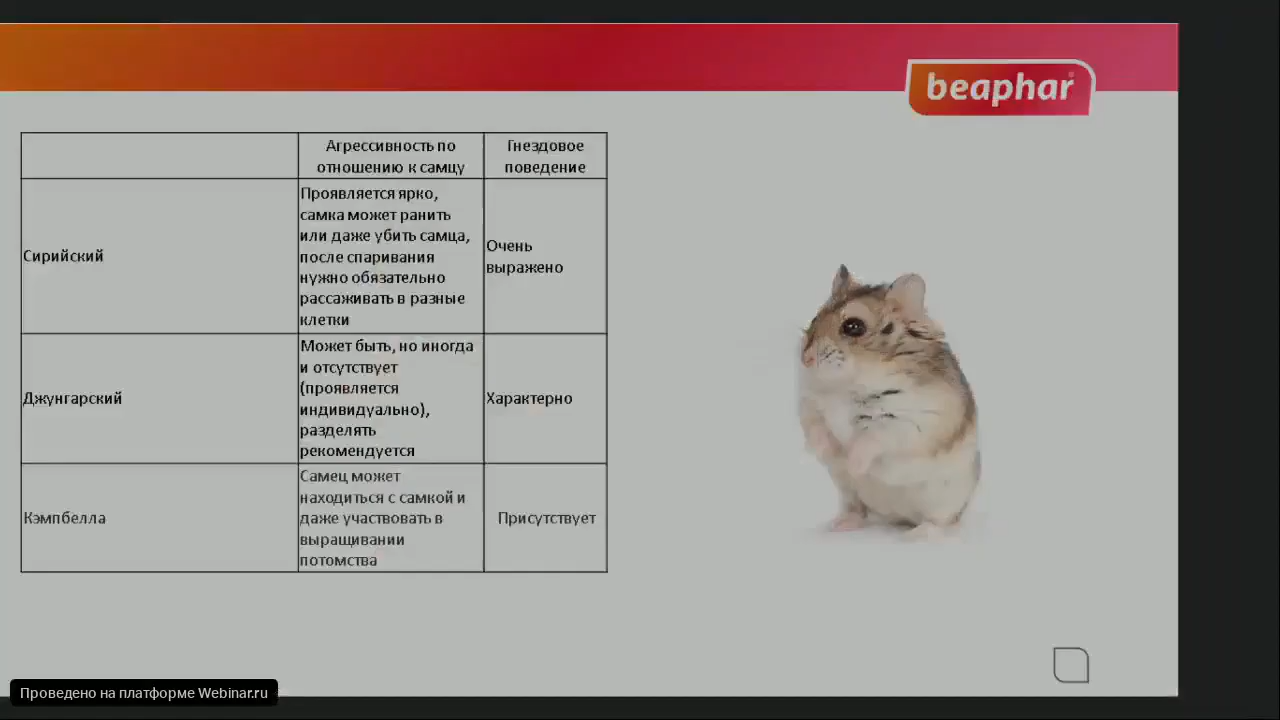 beaphar
Агрессивность по
отношению к самцу
Гнездовое
поведение
Сирийский
Проявляется ярко,
самка может ранить
или даже убить самца,
после спаривания
нужно обязательно
рассаживать в разные
клетки
Очень
выражено
Джунгарский
Может быть, но иногда
и отсутствует
(проявляется
индивидуально),
разделять
рекомендуется
Характерно
Кэмпбелла
Самец может
находиться с самкой и
даже участвовать в
выращивании
потомства
Присутствует
Проведено на платформе Webinar.ru